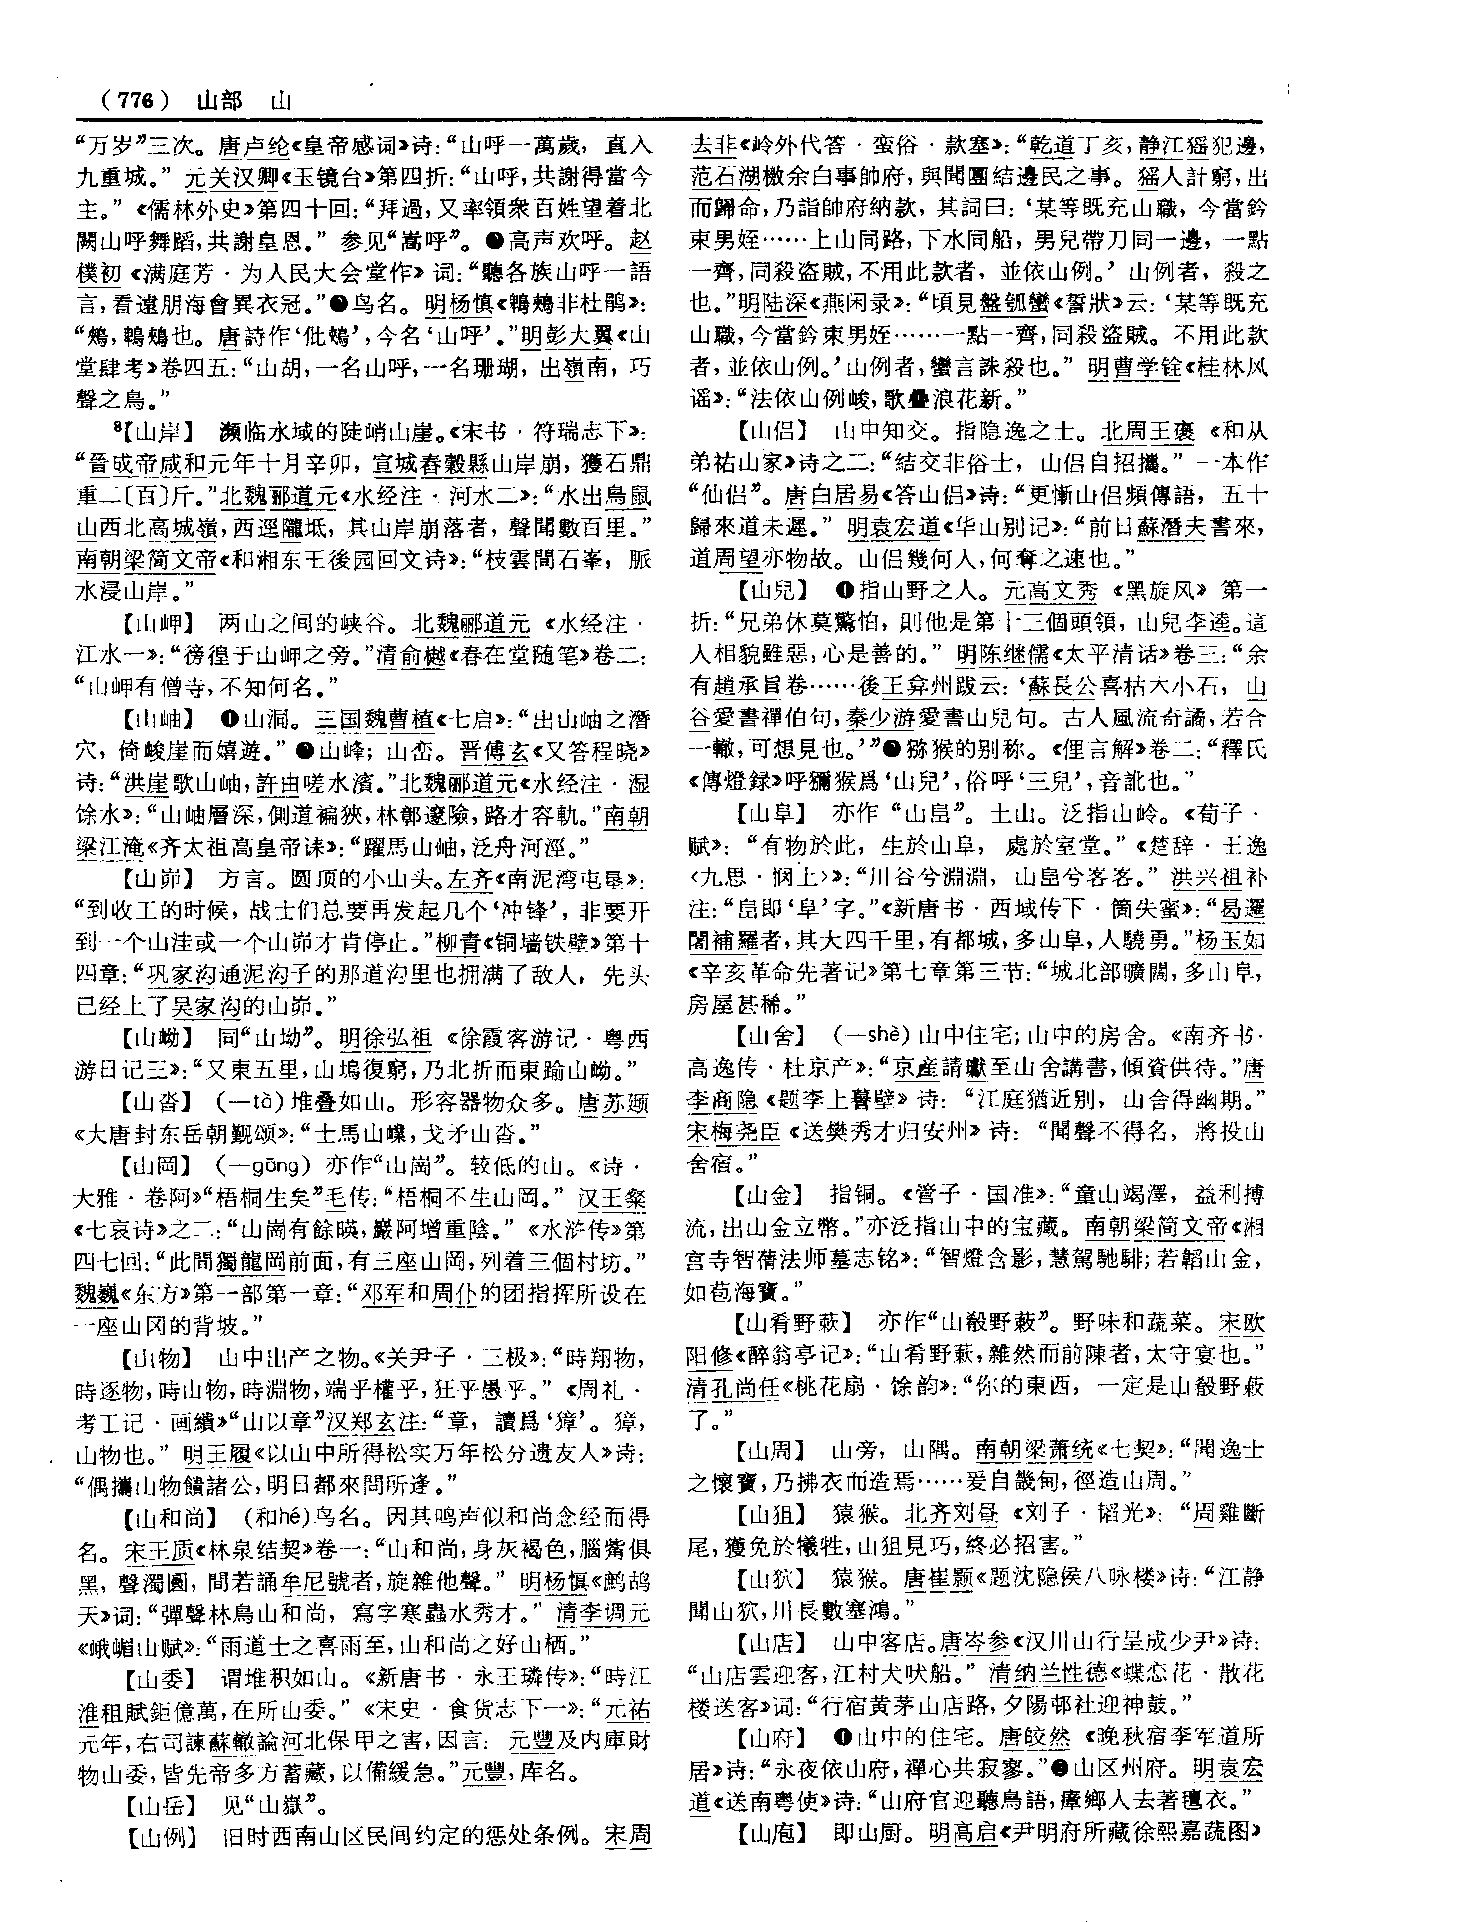 （776） 山部 山
“万岁”三次。唐卢纶《皇帝感词》诗：“山呼一萬歲，直入
九重城。” 元关汉卿《玉镜台》第四折：“山呼，共謝得當今
主。”《儒林外史》第四十回：“拜過，又率領衆百姓望着北
闕山呼舞蹈，共謝皇恩。” 参见“嵩呼”。❷高声欢呼。赵
樸初《满庭芳·为人民大会堂作》词：“聽各族山呼一語
言，看遠朋海會異衣冠。”❸鸟名。明杨慎《鶗鴂非杜鹃》：
“鴂，鶗鴂也。唐詩作‘批鴂’，今名‘山呼’。”明彭大翼《山
堂肆考》卷四五：“山胡，一名山呼，一名珊瑚，出嶺南，巧
聲之鳥。”
8【山岸】 濒临水域的陡峭山崖。《宋书·符瑞志下》：
“晉成帝咸和元年十月辛卯，宣城春穀縣山岸崩，獲石鼎
重二〔百〕斤。”北魏郦道元《水经注·河水二》：“水出鳥鼠
山西北高城嶺，西逕隴坻，其山岸崩落者，聲聞數百里。”
南朝梁简文帝《和湘东王後园回文诗》：“枝雲間石峯，脈
水浸山岸。”
【山岬】 两山之间的峡谷。北魏郦道元《水经注·
江水一》：“徬徨于山岬之旁。”清俞樾《春在堂随笔》卷二：
“山岬有僧寺，不知何名。”
【山岫】 ❶山洞。三国魏曹植《七启》：“出山岫之潛
穴，倚峻崖而嬉遊。”❷山峰；山峦。晋傅玄《又答程晓》
诗：“洪崖歌山岫，許由嗟水濱。”北魏郦道元《水经注·湿
馀水》：“山岫層深，側道褊狹，林鄣邃險，路才容軌。”南朝
梁江淹《齐太祖高皇帝诔》：“躍馬山岫，泛舟河涇。”
【山峁】 方言。圆顶的小山头。左齐《南泥湾屯垦》：
“到收工的时候，战士们总要再发起几个‘冲锋’，非要开
到一个山洼或一个山峁才肯停止。”柳青《铜墙铁壁》第十
四章：“巩家沟通泥沟子的那道沟里也拥满了敌人，先头
已经上了吴家沟的山峁。”
【山岰】 同“山坳”。明徐弘祖《徐霞客游记·粤西
游日记三》：“又東五里，山塢復窮，乃北折而東踰山岰。”
【山沓】 （—tà）堆叠如山。形容器物众多。唐苏颋
《大唐封东岳朝觐颂》：“士馬山㠎，戈矛山沓。”
【山岡】 （—gāng）亦作“山崗”。较低的山。《诗·
大雅·卷阿》“梧桐生矣”毛传：“梧桐不生山岡。” 汉王粲
《七哀诗》之二：“山崗有餘暎，巖阿增重陰。”《水浒传》第
四七回：“此間獨龍岡前面，有三座山岡，列着三個村坊。”
魏巍《东方》第一部第一章：“邓军和周仆的团指挥所设在
一座山冈的背坡。”
【山物】 山中出产之物。《关尹子·三极》：“時翔物，
時逐物，時山物，時淵物，端乎權乎，狂乎愚乎。”《周礼·
考工记·画繢》“山以章”汉郑玄注：“章，讀爲‘獐’。獐，
山物也。” 明王履《以山中所得松实万年松分遗友人》诗：
“偶攜山物饋諸公，明日都來問所逢。”
【山和尚】 （和hé）鸟名。因其鸣声似和尚念经而得
名。宋王质《林泉结契》卷一：“山和尚，身灰褐色，腦觜俱
黑，聲濁圓，間若誦牟尼號者，旋雜他聲。” 明杨慎《鹧鸪
天》词：“彈聲林鳥山和尚，寫字寒蟲水秀才。” 清李调元
《峨嵋山赋》：“雨道士之喜雨至，山和尚之好山栖。”
【山委】 谓堆积如山。《新唐书·永王璘传》：“時江
淮租賦鉅億萬，在所山委。”《宋史·食货志下一》：“元祐
元年，右司諫蘇轍論河北保甲之害，因言：元豐及内庫財
物山委，皆先帝多方蓄藏，以備緩急。”元豐，库名。
【山岳】 见“山嶽”。
【山例】 旧时西南山区民间约定的惩处条例。宋周
去非《岭外代答·蛮俗·款塞》：“乾道丁亥，静江猺犯邊，
范石湖檄余白事帥府，與聞團結邊民之事。猺人計窮，出
而歸命，乃詣帥府納款，其詞曰：‘某等既充山職，今當鈐
束男姪……上山同路，下水同船，男兒帶刀同一邊，一點
一齊，同殺盜賊，不用此款者，並依山例。’山例者，殺之
也。”明陆深《燕闲录》：“頃見盤瓠蠻《誓狀》云：‘某等既充
山職，今當鈐束男姪……一點一齊，同殺盜賊。不用此款
者，並依山例。’山例者，蠻言誅殺也。” 明曹学佺《桂林风
谣》：“法依山例峻，歌疊浪花新。”
【山侣】 山中知交。指隐逸之士。北周王褒《和从
弟祐山家》诗之二：“结交非俗士，山侣自招攜。”一本作
“仙侣”。唐白居易《答山侣》诗：“更慚山侣頻傳語，五十
歸來道未遲。” 明袁宏道《华山别记》：“前日蘇潛夫書來，
道周望亦物故。山侣幾何人，何奪之速也。”
【山兒】 ❶指山野之人。元高文秀《黑旋风》第一
折：“兄弟休莫驚怕，則他是第十三個頭領，山兒李逵。這
人相貌雖惡，心是善的。” 明陈继儒《太平清话》卷三：“余
有趙承旨卷……後王弇州跋云：‘蘇長公喜枯木小石，山
谷愛書禪伯句，秦少游愛書山兒句。古人風流奇譎，若合
一轍，可想見也。’”❷猕猴的别称。《俚言解》卷二：“釋氏
《傳燈録》呼獼猴爲‘山兒’，俗呼‘三兒’，音訛也。”
【山阜】 亦作“山𨸏”。土山。泛指山岭。《荀子·
赋》：“有物於此，生於山阜，處於室堂。”《楚辞·王逸
〈九思·悯上〉》：“川谷兮淵淵，山𨸏兮峉峉。” 洪兴祖补
注：“𨸏即‘阜’字。”《新唐书·西域传下·箇失蜜》：“曷邏
闍補羅者，其大四千里，有都城，多山阜，人驍勇。”杨玉如
《辛亥革命先著记》第七章第三节：“城北部曠闊，多山阜，
房屋甚稀。”
【山舍】 （—shè）山中住宅；山中的房舍。《南齐书·
高逸传·杜京产》：“京産請瓛至山舍講書，傾資供待。”唐
李商隐《题李上謩壁》诗：“江庭猶近别，山舍得幽期。”
宋梅尧臣《送樊秀才归安州》诗：“聞聲不得名，將投山
舍宿。”
【山金】 指铜。《管子·国准》：“童山竭澤，益利搏
流，出山金立幣。”亦泛指山中的宝藏。南朝梁简文帝《湘
宫寺智蒨法师墓志铭》：“智燈含影，慧駕馳騑；若韜山金，
如苞海寶。”
【山肴野蔌】 亦作“山殽野蔌”。野味和蔬菜。宋欧
阳修《醉翁亭记》：“山肴野蔌，雜然而前陳者，太守宴也。”
清孔尚任《桃花扇·馀韵》：“你的東西，一定是山殽野蔌
了。”
【山周】 山旁，山隅。南朝梁萧统《七契》：“聞逸士
之懷寶，乃拂衣而造焉……爰自畿甸，徑造山周。”
【山狙】 猿猴。北齐刘昼《刘子·韬光》：“周雞斷
尾，獲免於犧牲，山狙見巧，終必招害。”
【山狖】 猿猴。唐崔颢《题沈隐侯八咏楼》诗：“江静
聞山狖，川長數塞鴻。”
【山店】 山中客店。唐岑参《汉川山行呈成少尹》诗：
“山店雲迎客，江村犬吠船。” 清纳兰性德《蝶恋花·散花
楼送客》词：“行宿黄茅山店路，夕陽邨社迎神鼓。”
【山府】 ❶山中的住宅。唐皎然《晚秋宿李军道所
居》诗：“永夜依山府，禪心共寂寥。”❷山区州府。明袁宏
道《送南粤使》诗：“山府官迎聽鳥語，瘴鄉人去著氊衣。”
【山庖】 即山厨。明高启《尹明府所藏徐熙嘉蔬图》